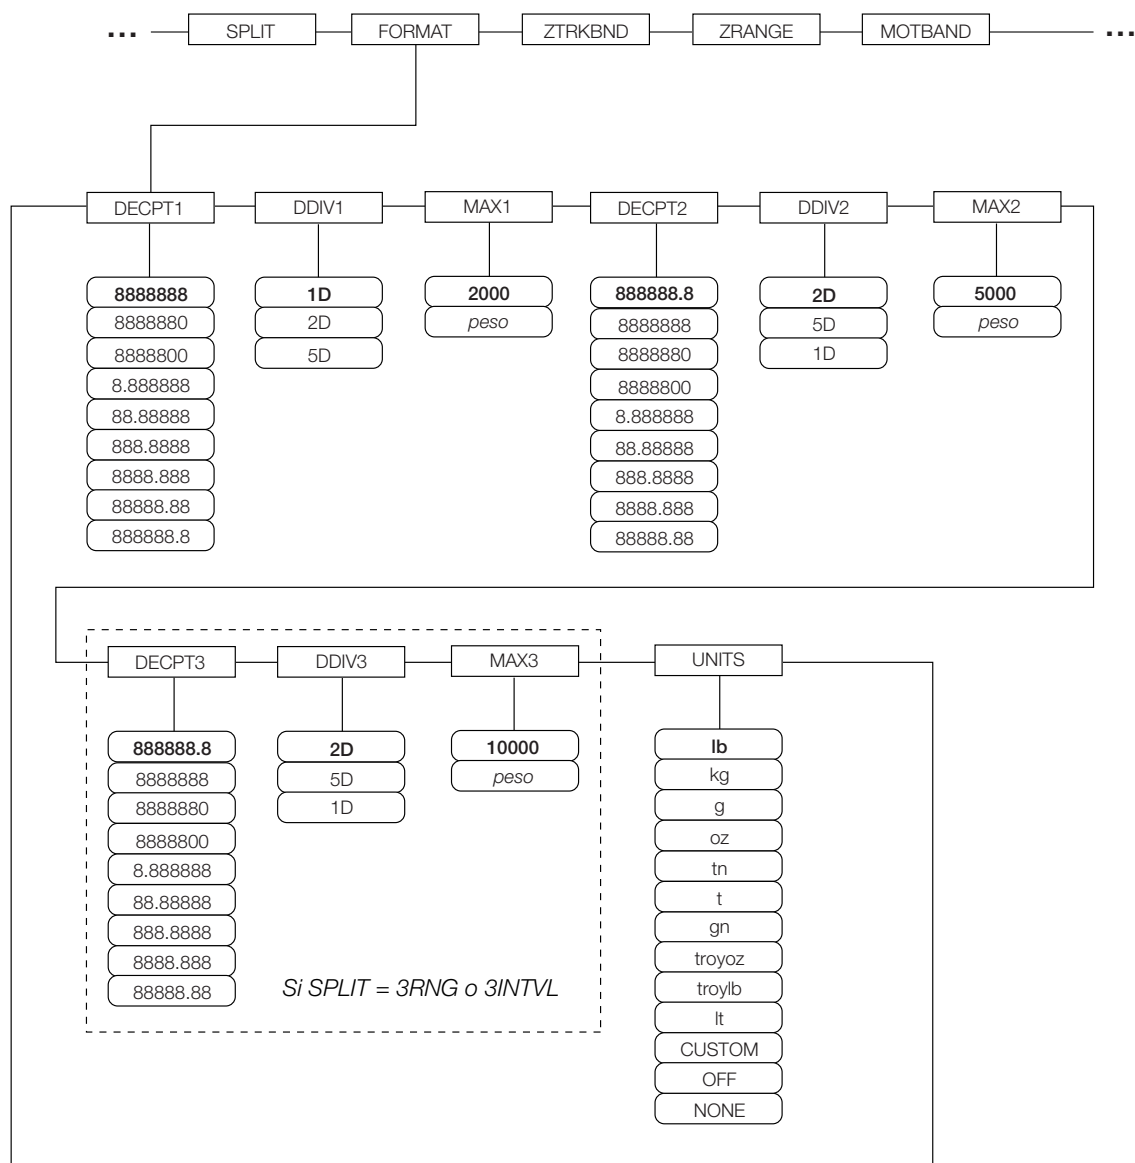 ... SPLIT FORMAT ZTRKBND ZRANGE MOTBAND ...
DECPT1 DDIV1 MAX1 DECPT2 DDIV2 MAX2
8888888 1D 2000 888888.8 2D 5000
8888880 2D peso 8888888 5D peso
8888800 5D 8888880 1D
8.888888 8888800
88.88888 8.888888
888.8888 88.88888
8888.888 888.8888
88888.88 8888.888
888888.8 88888.88
DECPT3 DDIV3 MAX3 UNITS
888888.8 2D 10000 lb
8888888 5D peso kg
8888880 1D g
8888800 oz
8.888888 tn
88.88888 t
888.8888 gn
8888.888 troyoz
88888.88 Si SPLIT = 3RNG o 3INTVL troylb
lt
CUSTOM
OFF
NONE